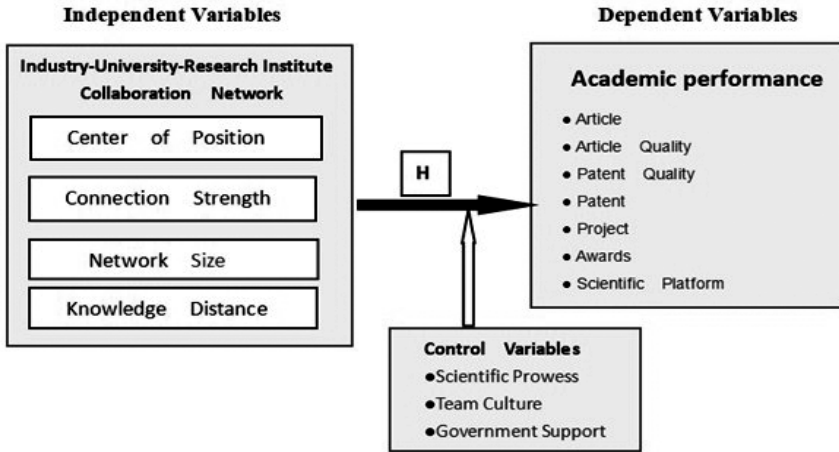 Independent Variables
Industry-University-Research Institute
Collaboration Network
Center of Position
Connection Strength
Network Size
Knowledge Distance
H
Dependent Variables
Academic performance
● Article
● Article Quality
● Patent Quality
● Patent
● Project
● Awards
● Scientific Platform
Control Variables
●Scientific Prowess
●Team Culture
●Government Support